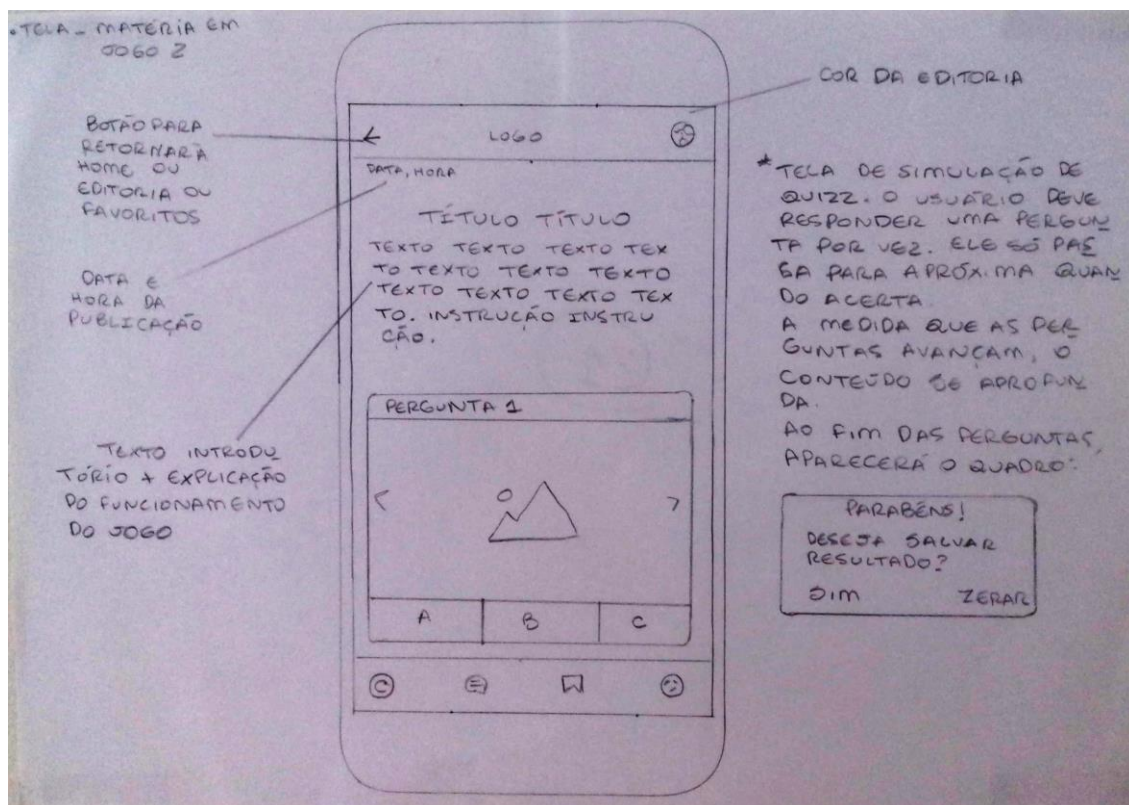 •TELA - MATÉRIA EM
JOGO 2
BOTÃO PARA
RETORNAR À
HOME OU
EDITORIA OU
FAVORITOS
DATA E
HORA DA
PUBLICAÇÃO
TEXTO INTRODU
TÓRIO + EXPLICAÇÃO
DO FUNCIONAMENTO
DO JOGO
LOGO
DATA, HORA
TÍTULO TÍTULO
TEXTO TEXTO TEXTO TEX
TO TEXTO TEXTO TEXTO
TEXTO TEXTO TEXTO TEX
TO. INSTRUÇÃO INSTRU
ÇÃO.
PERGUNTA 1
< >
A B C
COR DA EDITORIA
* TELA DE SIMULAÇÃO DE
QUIZZ. O USUÁRIO DEVE
RESPONDER UMA PERGUN
TA POR VEZ. ELE SÓ PAS
SA PARA A PRÓXIMA QUAN
DO ACERTA.
A MEDIDA QUE AS PER
GUNTAS AVANÇAM, O
CONTEÚDO SE APROFUN
DA.
AO FIM DAS PERGUNTAS,
APARECERÁ O QUADRO:
PARABÉNS!
DESEJA SALVAR
RESULTADO?
SIM ZERAR